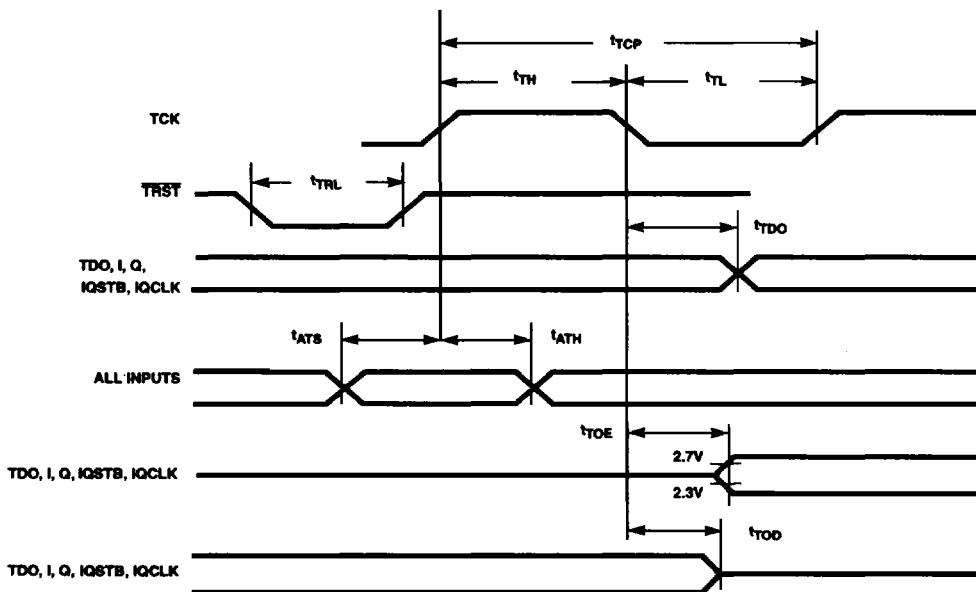 tTCP
tTH
tTL
TCK
tTRL
TRST
tTDO
TDO, I, Q,
IQSTB, IQCLK
tATS
tATH
ALL INPUTS
tTOE
2.7V
TDO, I, Q, IQSTB, IQCLK
2.3V
tTOD
TDO, I, Q, IQSTB, IQCLK